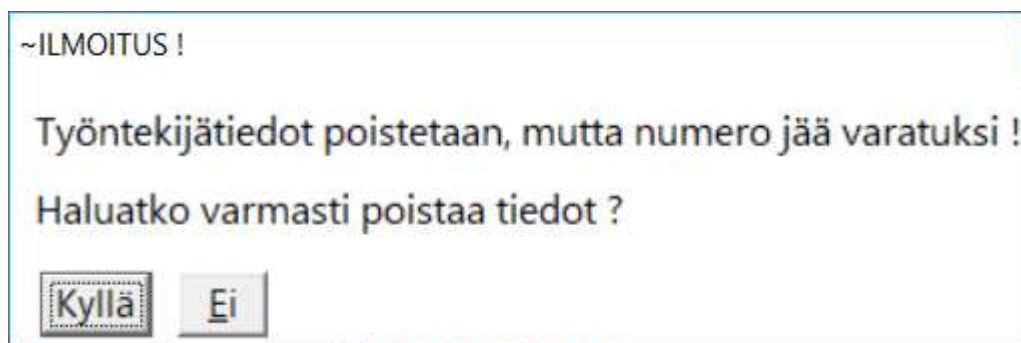 ~ILMOITUS !
Työntekijätiedot poistetaan, mutta numero jää varatuksi !
Haluatko varmasti poistaa tiedot ?
Kyllä Ei